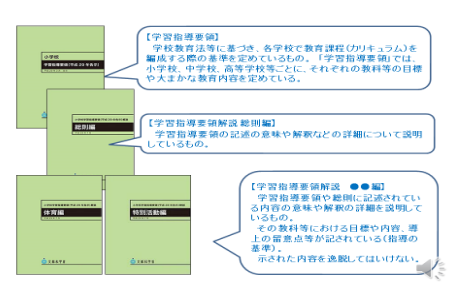 小学校
【学習指導要領】
学校教育法等に基づき、各学校で教育課程(カリキュラム)を
編成する際の基準を定めているもの。「学習指導要領」では、
小学校、中学校、高等学校等ごとに、それぞれの教科等の目標
や大まかな教育内容を定めている。
総則編
【学習指導要領解説 総則編】
学習指導要領の記述の意味や解釈などの詳細について説明
しているもの。
体育編
特別活動編
【学習指導要領解説 ●●編】
学習指導要領や総則に記述されてい
る内容の意味や解釈の詳細を説明して
いるもの。
その教科等における目標や内容、導
上の留意点等が記されている(指導の
基準)。
示された内容を逸脱してはいけない。